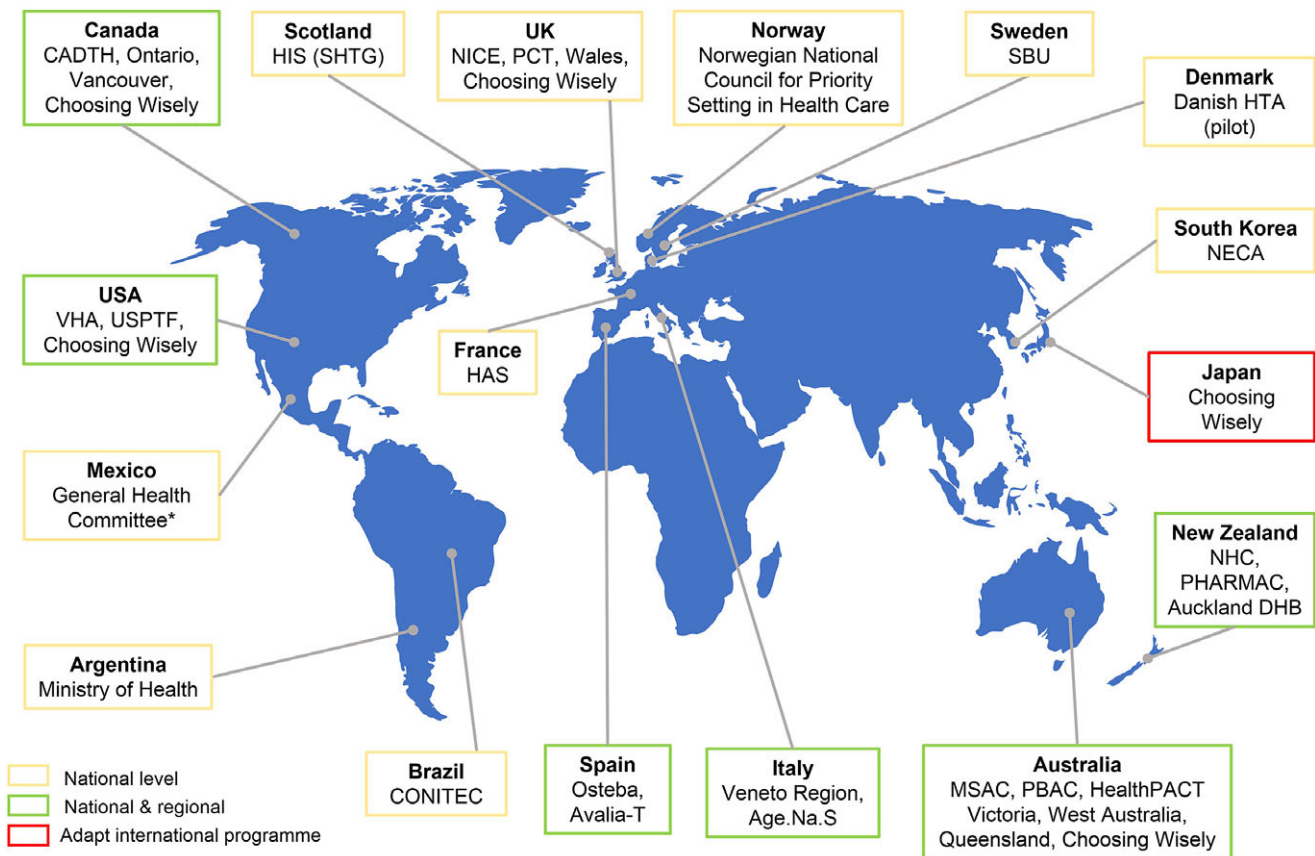 Canada
CADTH, Ontario,
Vancouver,
Choosing Wisely
Scotland
HIS (SHTG)
UK
NICE, PCT, Wales,
Choosing Wisely
Norway
Norwegian National
Council for Priority
Setting in Health Care
Sweden
SBU
Denmark
Danish HTA
(pilot)
South Korea
NECA
USA
VHA, USPTF,
Choosing Wisely
France
HAS
Japan
Choosing
Wisely
Mexico
General Health
Committee*
New Zealand
NHC,
PHARMAC,
Auckland DHB
Argentina
Ministry of Health
Brazil
CONITEC
Spain
Osteba,
Avalia-T
Italy
Veneto Region,
Age.Na.S
Australia
MSAC, PBAC, HealthPACT
Victoria, West Australia,
Queensland, Choosing Wisely
National level
National & regional
Adapt international programme